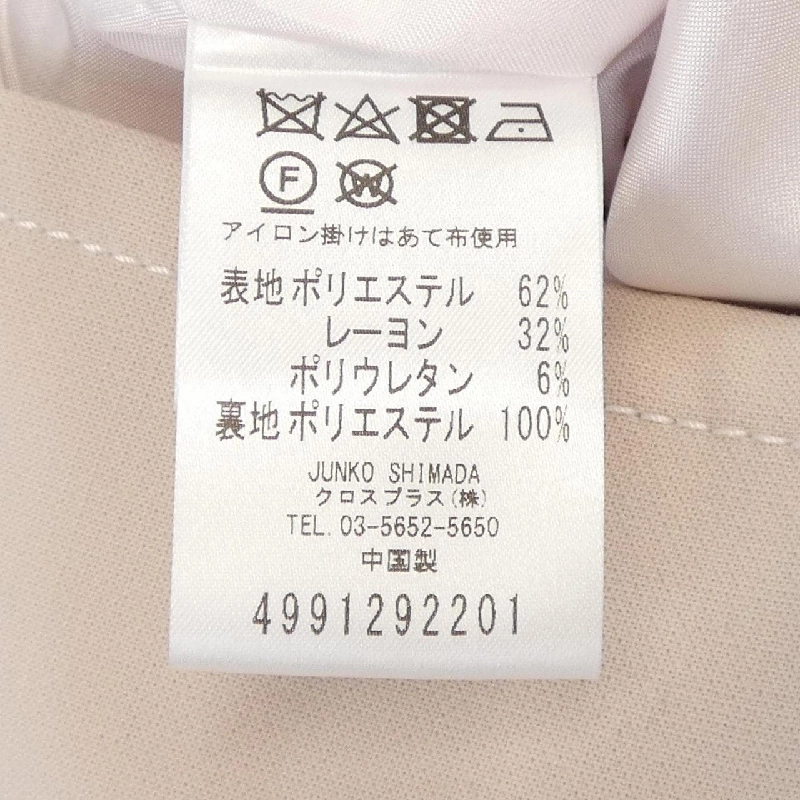 F W
アイロン掛けはあて布使用
表地 ポリエステル 62%
レーヨン 32%
ポリウレタン 6%
裏地 ポリエステル 100%
JUNKO SHIMADA
クロスプラス(株)
TEL. 03-5652-5650
中国製
4991292201